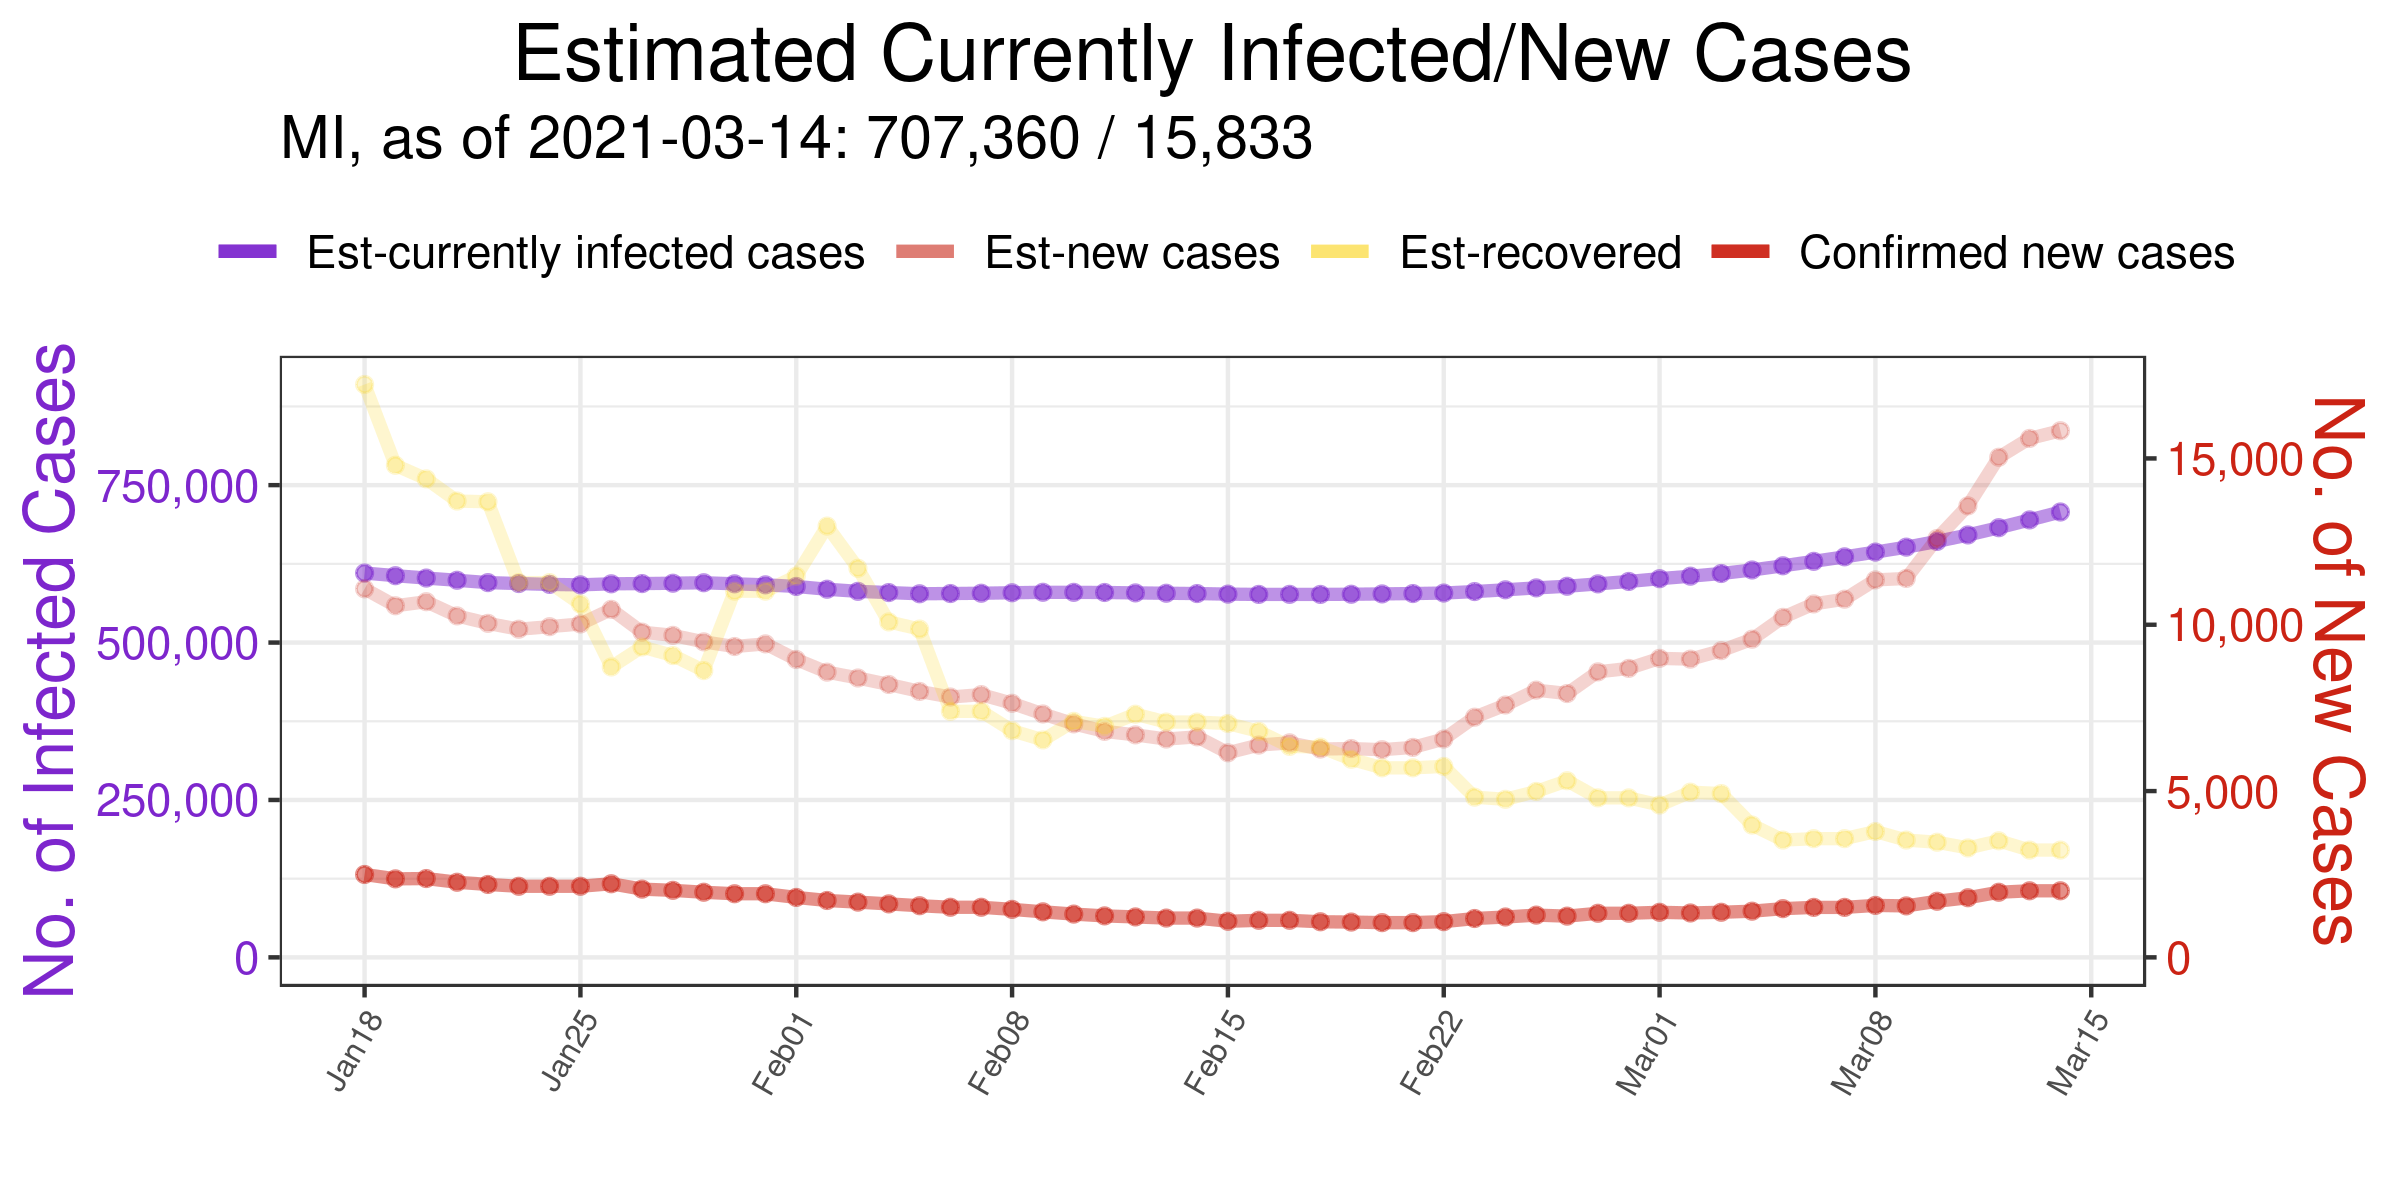 Estimated Currently Infected/New Cases
MI, as of 2021-03-14: 707,360 / 15,833
Est-currently infected cases Est-new cases Est-recovered Confirmed new cases
No. of Infected Cases
750,000
500,000
250,000
0
15,000
10,000
5,000
0
No. of New Cases
Jan18 Jan25 Feb01 Feb08 Feb15 Feb22 Mar01 Mar08 Mar15